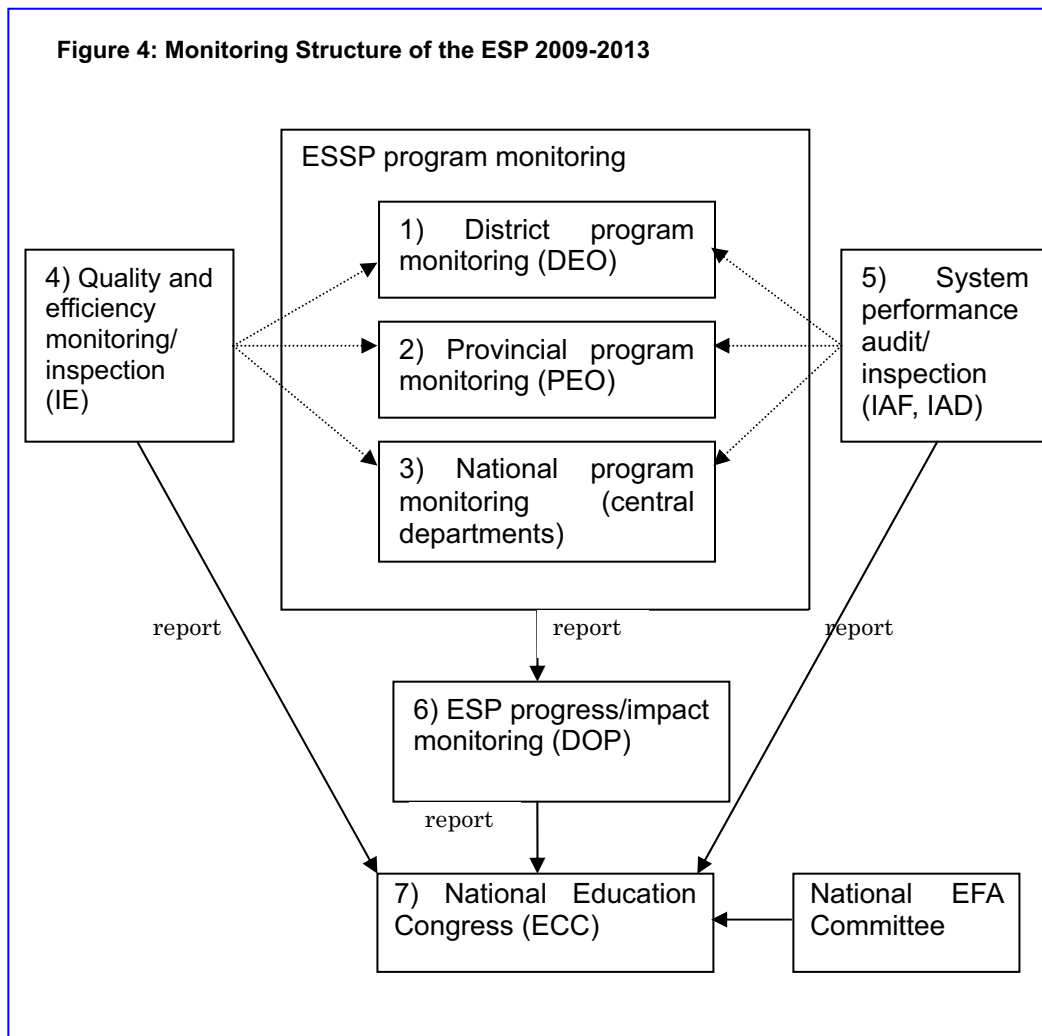 Figure 4: Monitoring Structure of the ESP 2009-2013
ESSP program monitoring
1) District program
monitoring (DEO)
4) Quality and
efficiency
monitoring/
inspection
(IE)
5) System
performance
audit/
inspection
(IAF, IAD)
2) Provincial program
monitoring (PEO)
3) National program
monitoring (central
departments)
report
report
report
6) ESP progress/impact
monitoring (DOP)
report
7) National Education
Congress (ECC)
National EFA
Committee